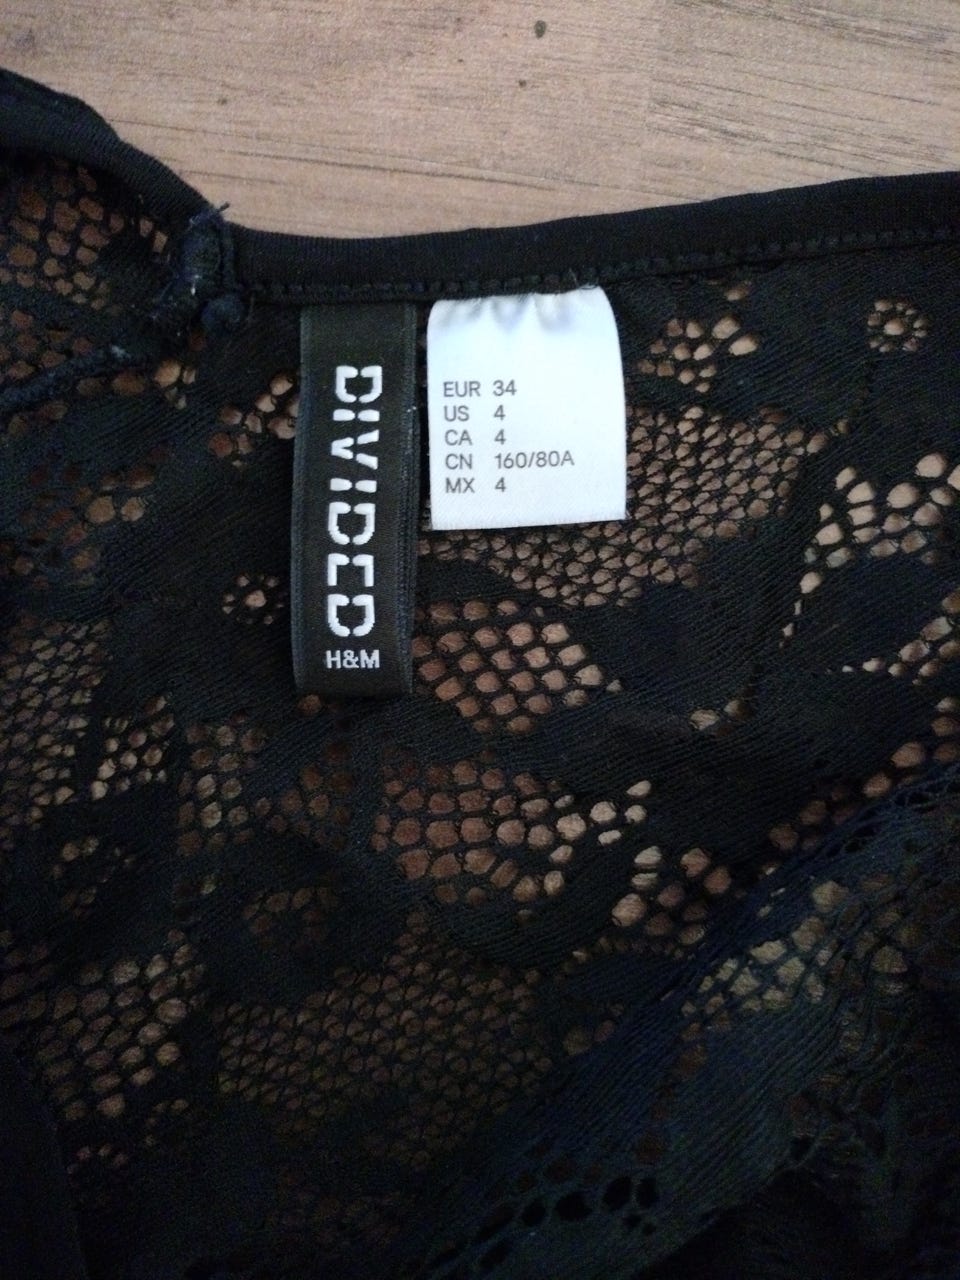 DIVIDED
H&M
EUR 34
US 4
CA 4
CN 160/80A
MX 4